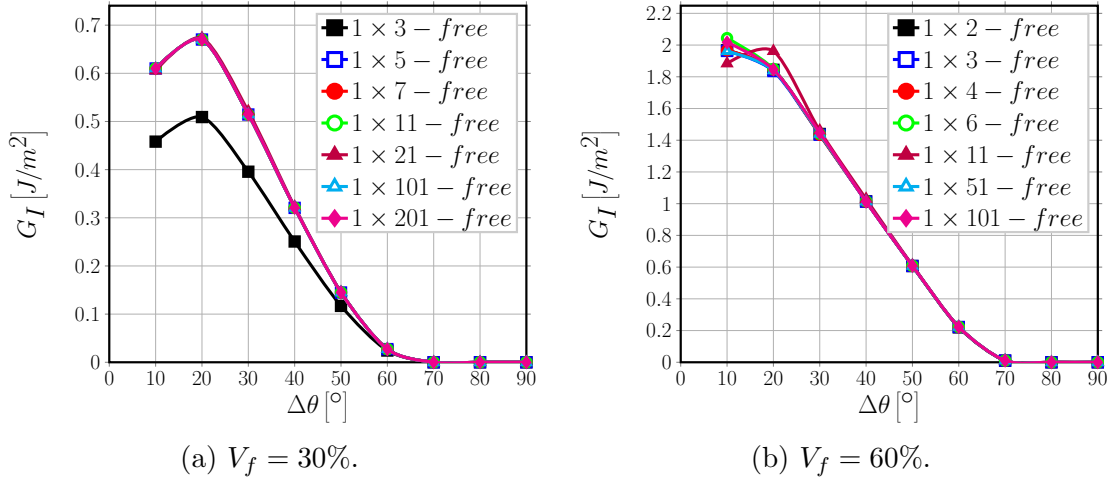 0.7
0.6
0.5
0.4
0.3
0.2
0.1
0
G_I [J/m²]
1 × 3 − free
1 × 5 − free
1 × 7 − free
1 × 11 − free
1 × 21 − free
1 × 101 − free
1 × 201 − free
0 10 20 30 40 50 60 70 80 90
Δθ [°]
(a) V_f = 30%.
2.2
2
1.8
1.6
1.4
1.2
1
0.8
0.6
0.4
0.2
0
G_I [J/m²]
1 × 2 − free
1 × 3 − free
1 × 4 − free
1 × 6 − free
1 × 11 − free
1 × 51 − free
1 × 101 − free
0 10 20 30 40 50 60 70 80 90
Δθ [°]
(b) V_f = 60%.